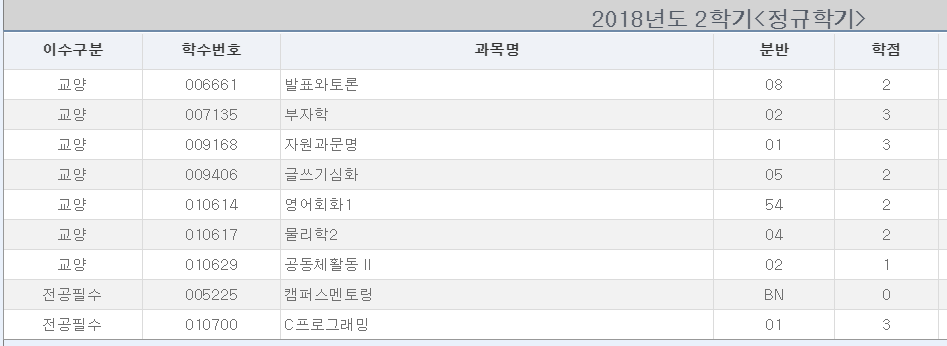 2018년도 2학기<정규학기>
이수구분 학수번호 과목명 분반 학점
교양 006661 발표와토론 08 2
교양 007135 부자학 02 3
교양 009168 자원과문명 01 3
교양 009406 글쓰기심화 05 2
교양 010614 영어회화1 54 2
교양 010617 물리학2 04 2
교양 010629 공동체활동Ⅱ 02 1
전공필수 005225 캠퍼스멘토링 BN 0
전공필수 010700 C프로그래밍 01 3